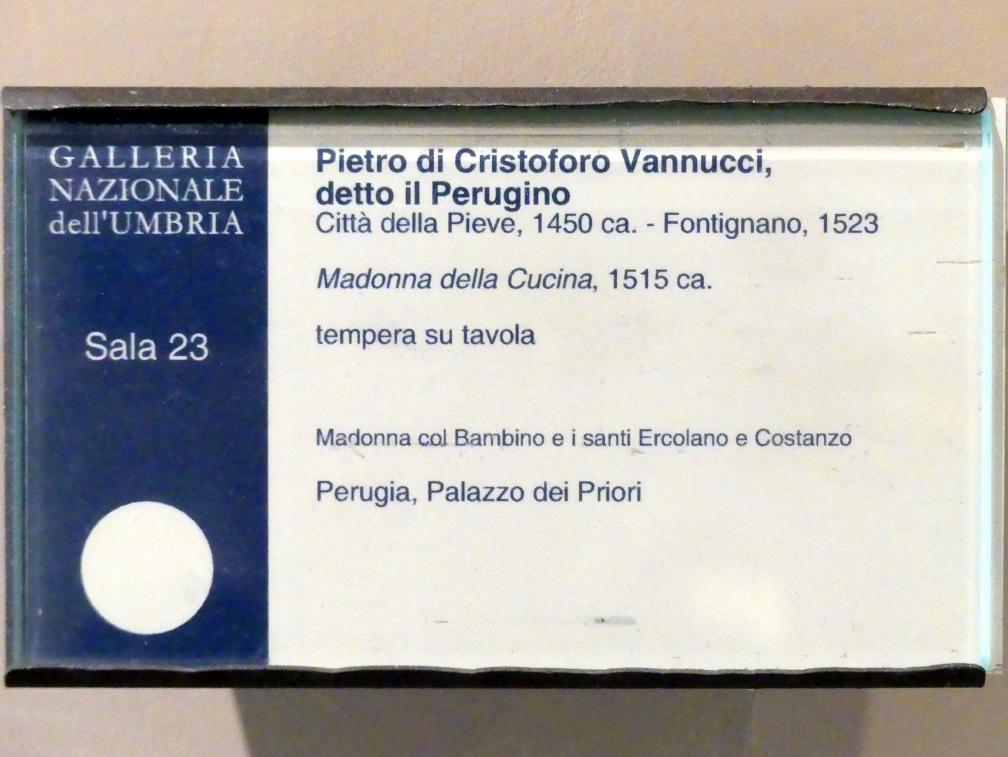 GALLERIA
NAZIONALE
dell'UMBRIA
Sala 23
Pietro di Cristoforo Vannucci,
detto il Perugino
Città della Pieve, 1450 ca. - Fontignano, 1523
Madonna della Cucina, 1515 ca.
tempera su tavola
Madonna col Bambino e i santi Ercolano e Costanzo
Perugia, Palazzo dei Priori